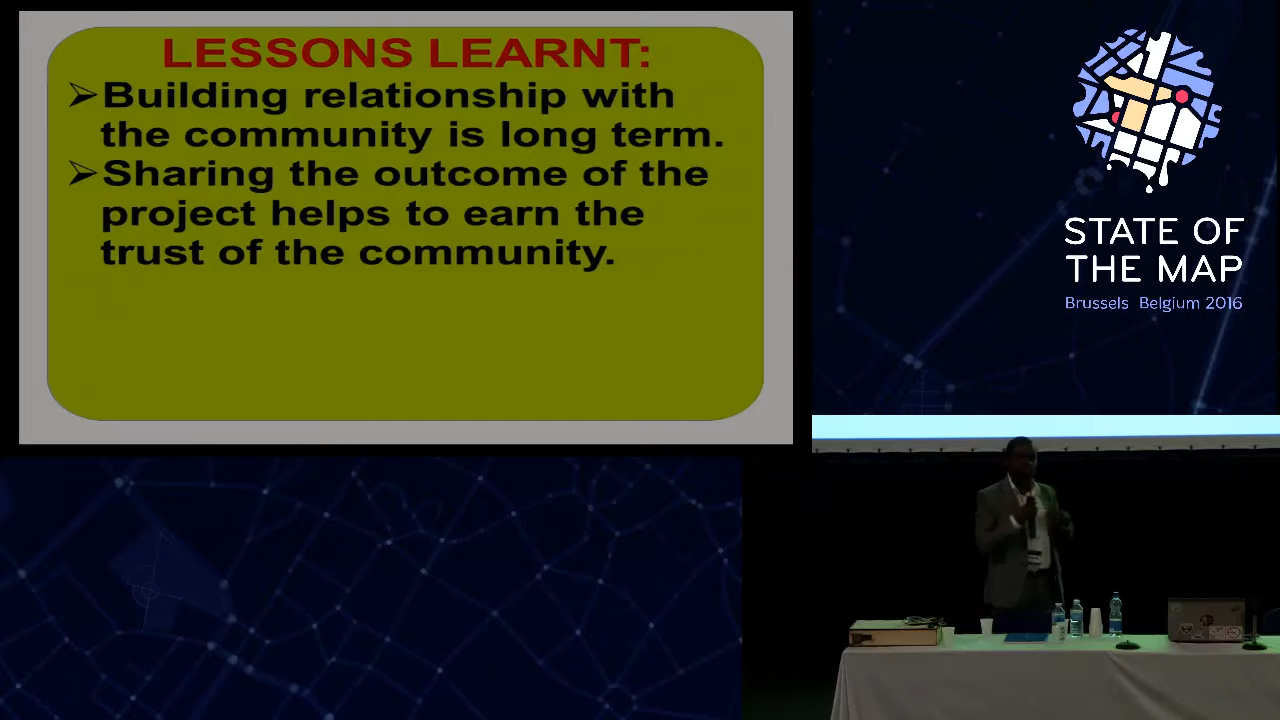 LESSONS LEARNT:
➢Building relationship with
the community is long term.
➢Sharing the outcome of the
project helps to earn the
trust of the community.
STATE OF
THE MAP
Brussels Belgium 2016